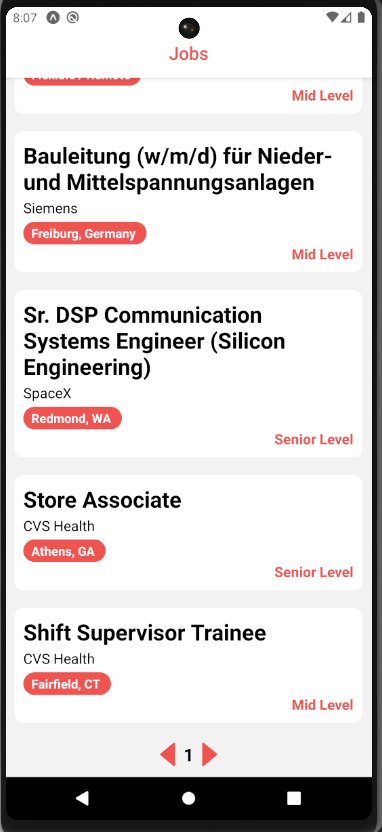 8:07
Jobs
Flexible / Remote
Mid Level
Bauleitung (w/m/d) für Nieder-
und Mittelspannungsanlagen
Siemens
Freiburg, Germany
Mid Level
Sr. DSP Communication
Systems Engineer (Silicon
Engineering)
SpaceX
Redmond, WA
Senior Level
Store Associate
CVS Health
Athens, GA
Senior Level
Shift Supervisor Trainee
CVS Health
Fairfield, CT
Mid Level
1